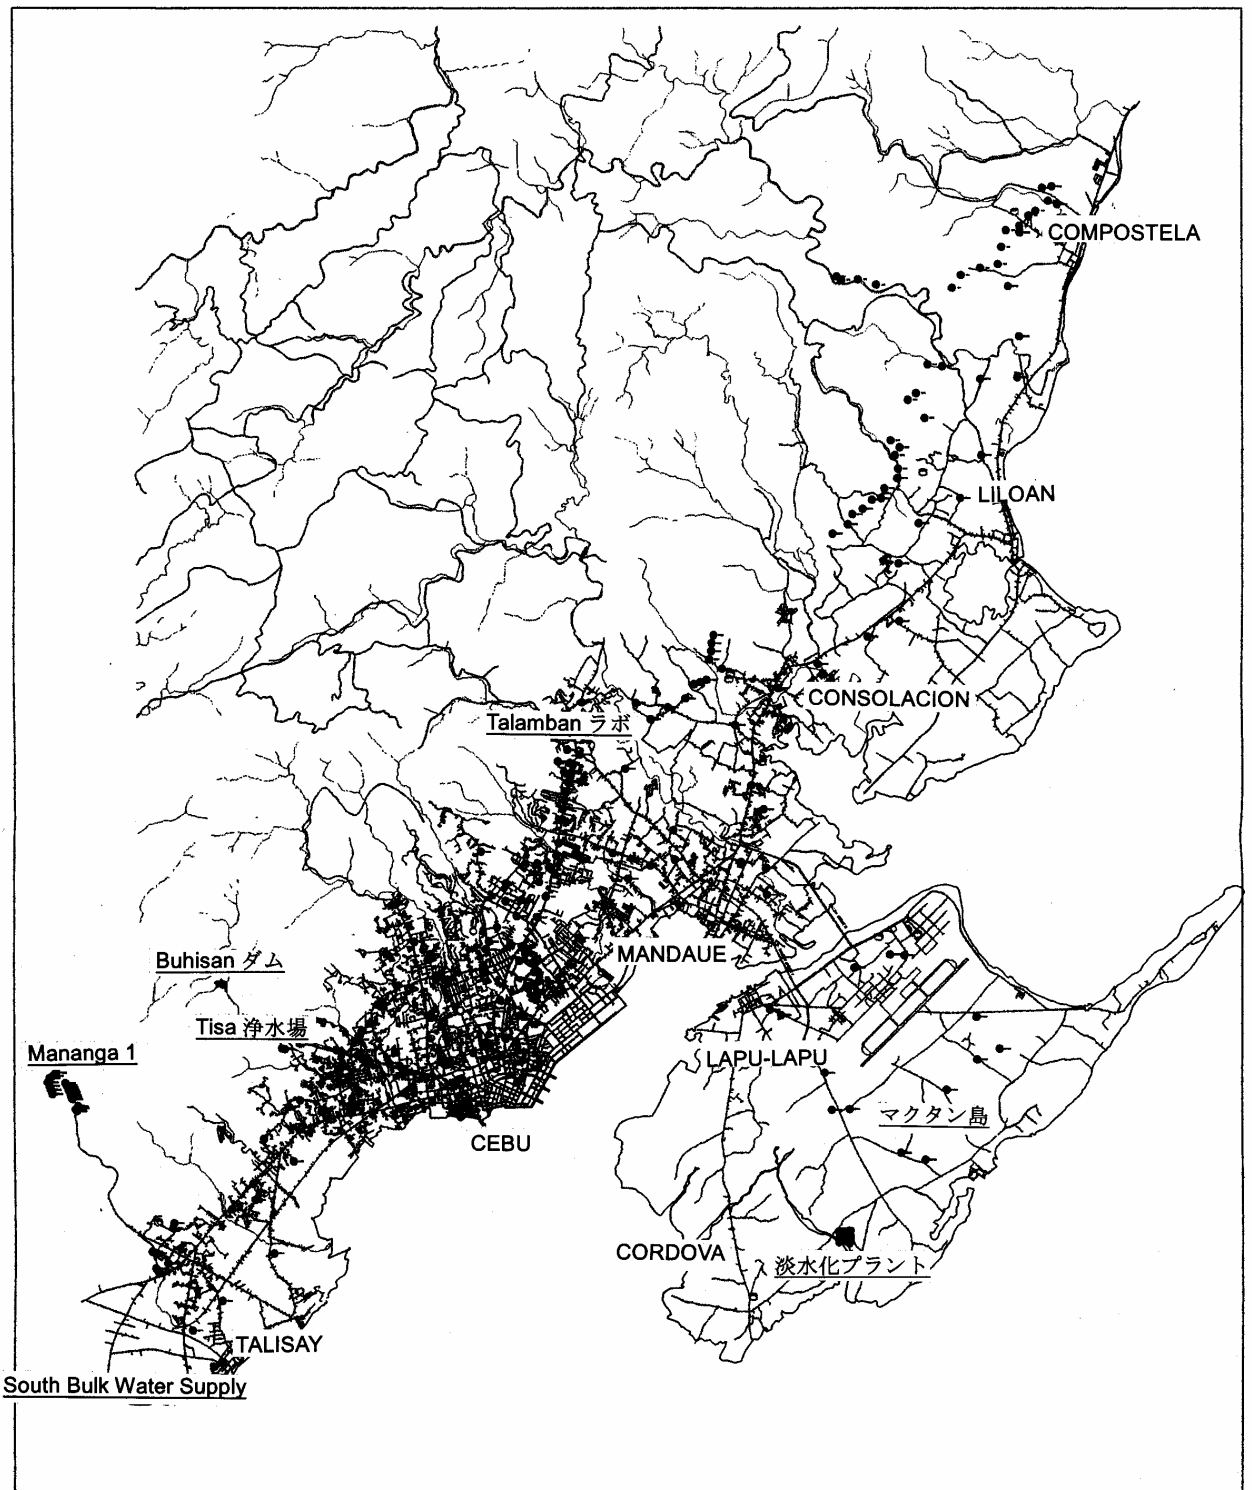 COMPOSTELA
LILOAN
CONSOLACION
Talamban ラボ
MANDAUE
Buhisan ダム
Tisa 浄水場
Mananga 1
LAPU-LAPU
マクタン島
CEBU
CORDOVA
淡水化プラント
TALISAY
South Bulk Water Supply